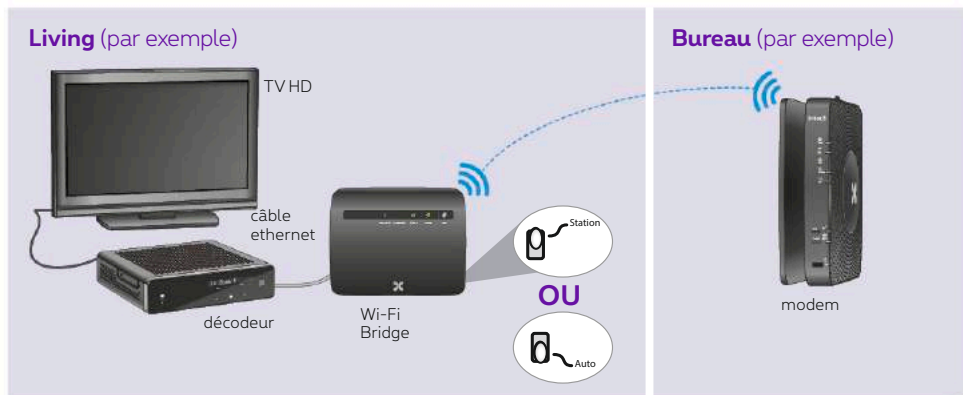 Living (par exemple)
TV HD
câble
ethernet
décodeur
Wi-Fi
Bridge
Station
OU
Auto
Bureau (par exemple)
modem